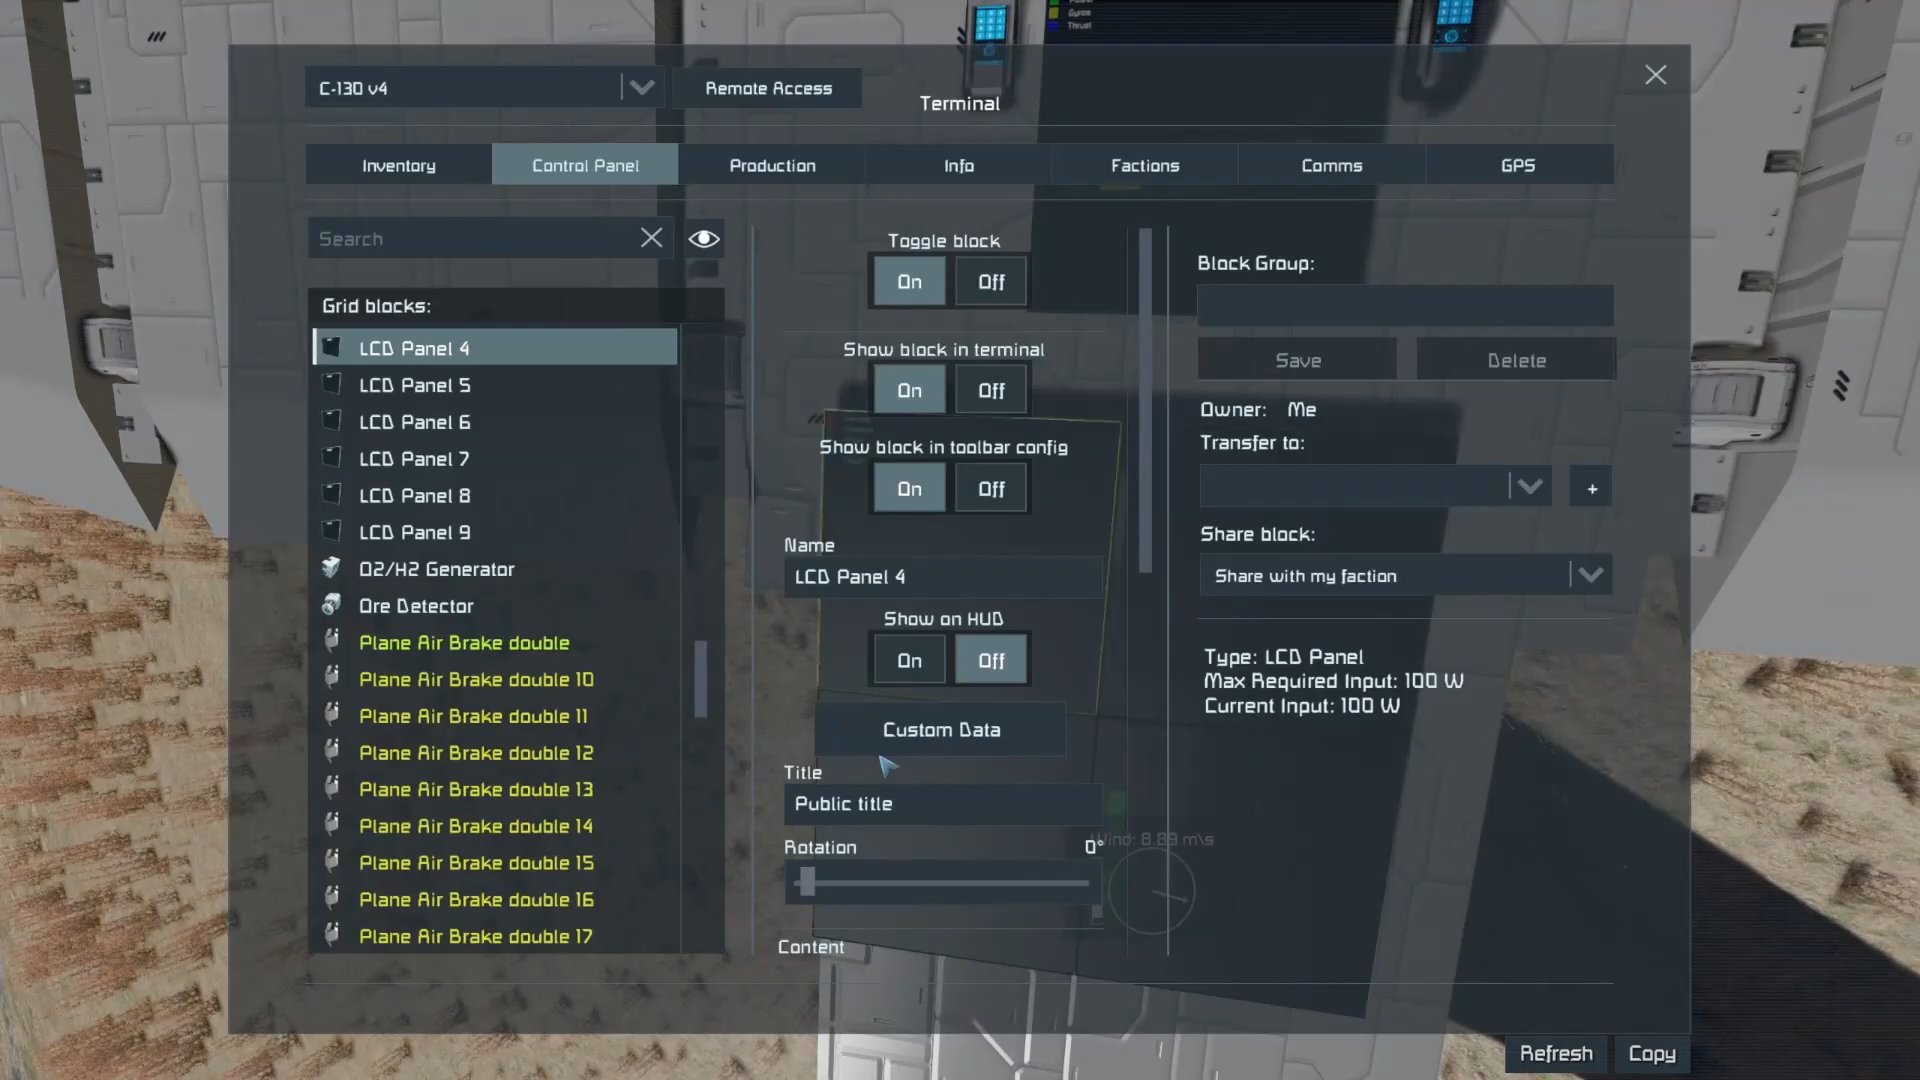 Power
Gyros
Thrust
C-130 v4
Remote Access
Terminal
Inventory
Control Panel
Production
Info
Factions
Comms
GPS
Search
Grid blocks:
LCD Panel 4
LCD Panel 5
LCD Panel 6
LCD Panel 7
LCD Panel 8
LCD Panel 9
O2/H2 Generator
Ore Detector
Plane Air Brake double
Plane Air Brake double 10
Plane Air Brake double 11
Plane Air Brake double 12
Plane Air Brake double 13
Plane Air Brake double 14
Plane Air Brake double 15
Plane Air Brake double 16
Plane Air Brake double 17
Toggle block
On Off
Show block in terminal
On Off
Show block in toolbar config
On Off
Name
LCD Panel 4
Show on HUD
On Off
Custom Data
Title
Public title
Rotation 0°
Content
Wind: 8.89 m/s
Block Group:
Save
Delete
Owner: Me
Transfer to:
+
Share block:
Share with my faction
Type: LCD Panel
Max Required Input: 100 W
Current Input: 100 W
Refresh
Copy